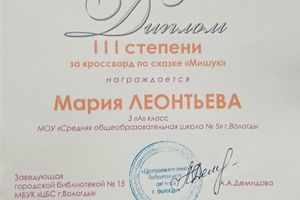 Диплом
III степени
за кроссворд по сказке «Мишук»
награждается
Мария ЛЕОНТЬЕВА
3 «А» класс
МОУ «Средняя общеобразовательная школа № 5» г.Вологды
Заведующая
городской библиотекой № 15
МБУК «ЦБС г.Вологды»
А.А.Демидова